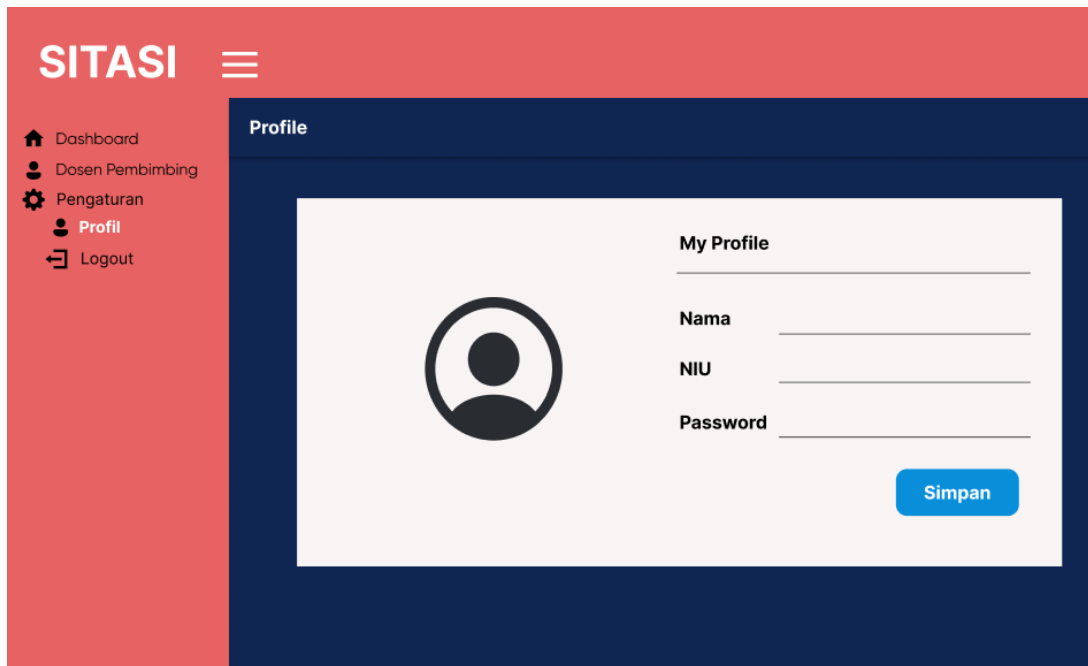 SITASI
Dashboard
Dosen Pembimbing
Pengaturan
Profil
Logout
Profile
My Profile
Nama
NIU
Password
Simpan